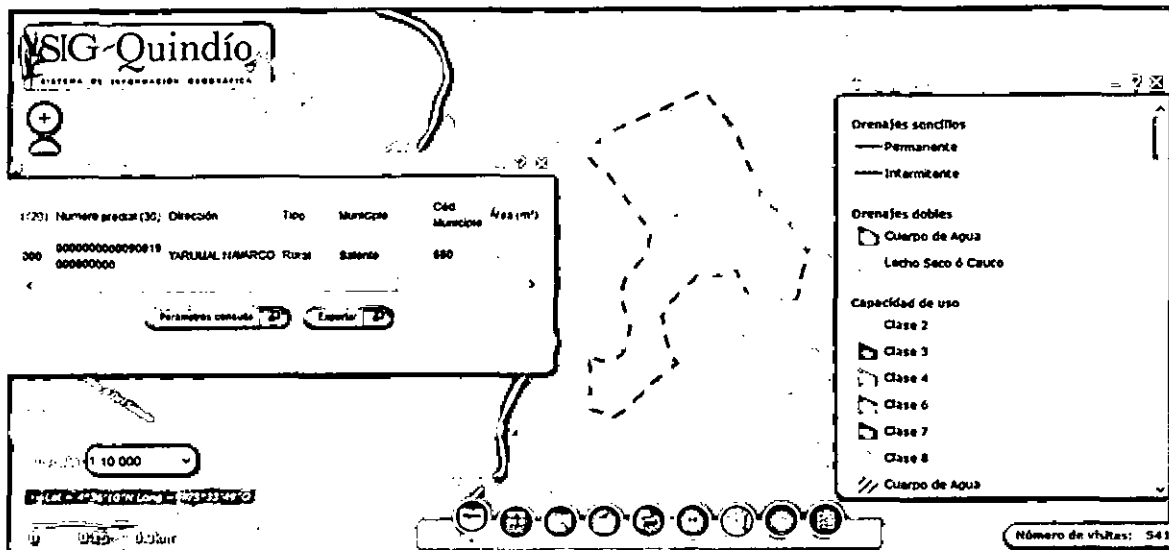 SIG-Quindío
SISTEMA DE INFORMACIÓN GEOGRÁFICA
Drenajes sencillos
Permanente
Intermitente
Drenajes dobles
Cuerpo de Agua
Lecho Seco ó Cauce
Capacidad de uso
Clase 2
Clase 3
Clase 4
Clase 6
Clase 7
Clase 8
Cuerpo de Agua
Numero predial (30) Dirección Tipo Municipio Cód. Municipio Área (m²)
000 YARUMAL NAVARCO Rural Salento 690
Parametros consulta Exportar
1:10 000
Número de visitas: 541